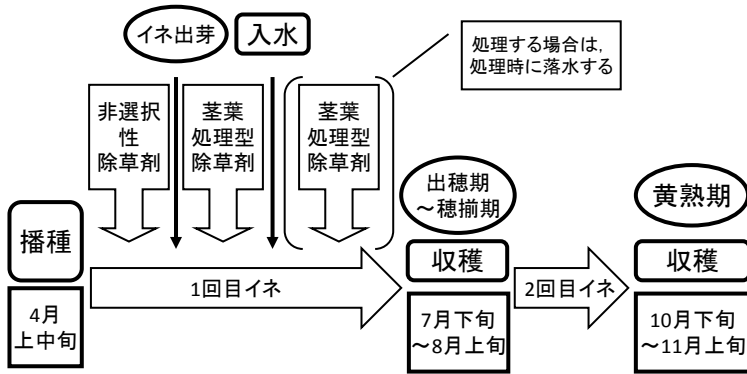 イネ出芽
入水
処理する場合は,
処理時に落水する
非選択
性
除草剤
茎葉
処理型
除草剤
茎葉
処理型
除草剤
播種
4月
上中旬
1回目イネ
出穂期
～穂揃期
収穫
7月下旬
～8月上旬
2回目イネ
黄熟期
収穫
10月下旬
～11月上旬